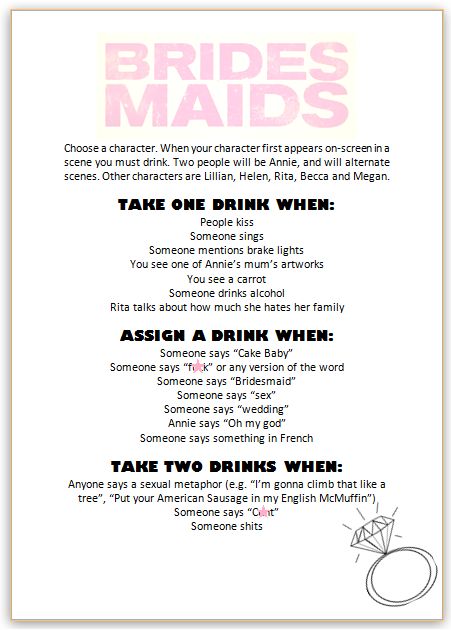 BRIDES
MAIDS
Choose a character. When your character first appears on-screen in a
scene you must drink. Two people will be Annie, and will alternate
scenes. Other characters are Lillian, Helen, Rita, Becca and Megan.
TAKE ONE DRINK WHEN:
People kiss
Someone sings
Someone mentions brake lights
You see one of Annie’s mum’s artworks
You see a carrot
Someone drinks alcohol
Rita talks about how much she hates her family
ASSIGN A DRINK WHEN:
Someone says “Cake Baby”
Someone says “f★ck” or any version of the word
Someone says “Bridesmaid”
Someone says “sex”
Someone says “wedding”
Annie says “Oh my god”
Someone says something in French
TAKE TWO DRINKS WHEN:
Anyone says a sexual metaphor (e.g. “I’m gonna climb that like a
tree”, “Put your American Sausage in my English McMuffin”)
Someone says “C★nt”
Someone shits